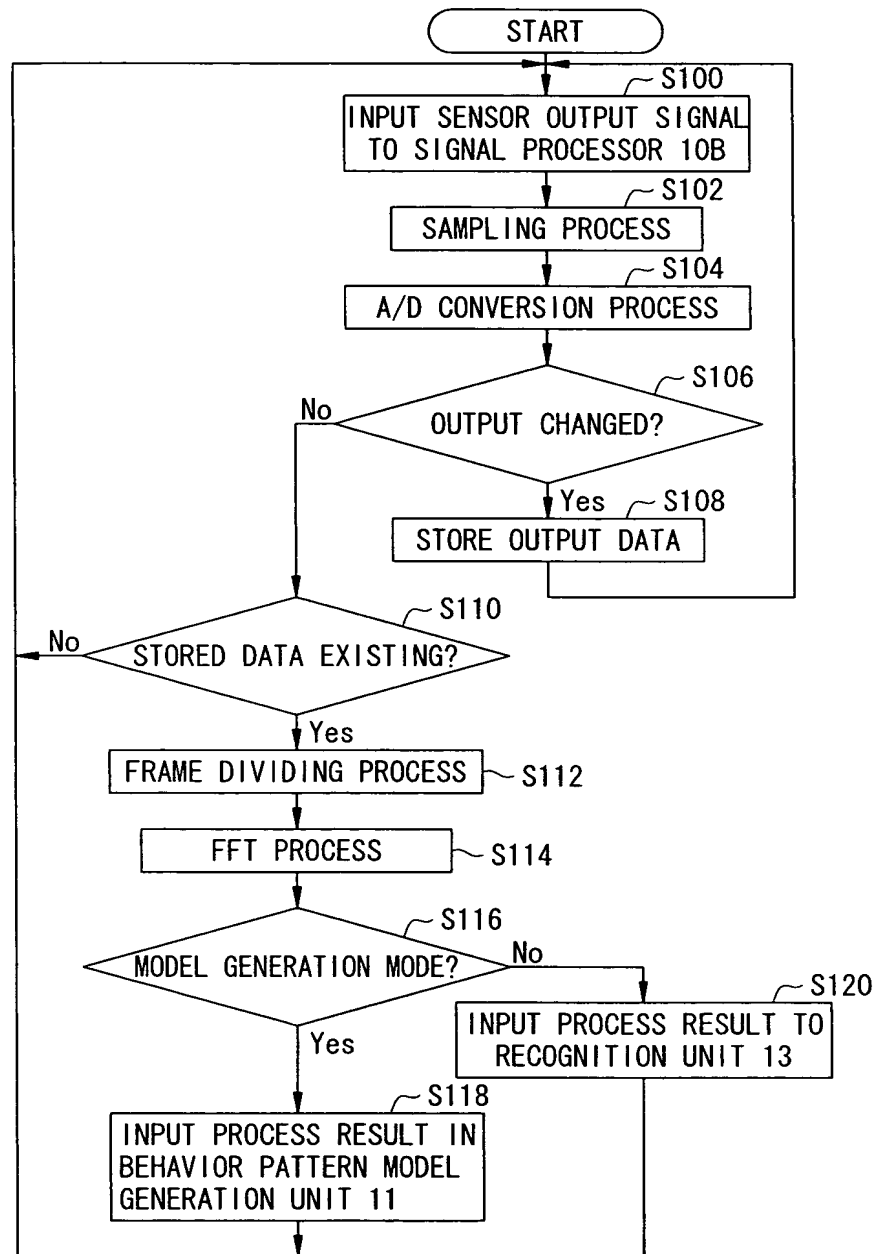 START
S100
INPUT SENSOR OUTPUT SIGNAL
TO SIGNAL PROCESSOR 10B
S102
SAMPLING PROCESS
S104
A/D CONVERSION PROCESS
S106
No
OUTPUT CHANGED?
Yes
S108
STORE OUTPUT DATA
S110
No
STORED DATA EXISTING?
Yes
FRAME DIVIDING PROCESS
S112
FFT PROCESS
S114
S116
MODEL GENERATION MODE?
No
S120
INPUT PROCESS RESULT TO
RECOGNITION UNIT 13
Yes
S118
INPUT PROCESS RESULT IN
BEHAVIOR PATTERN MODEL
GENERATION UNIT 11